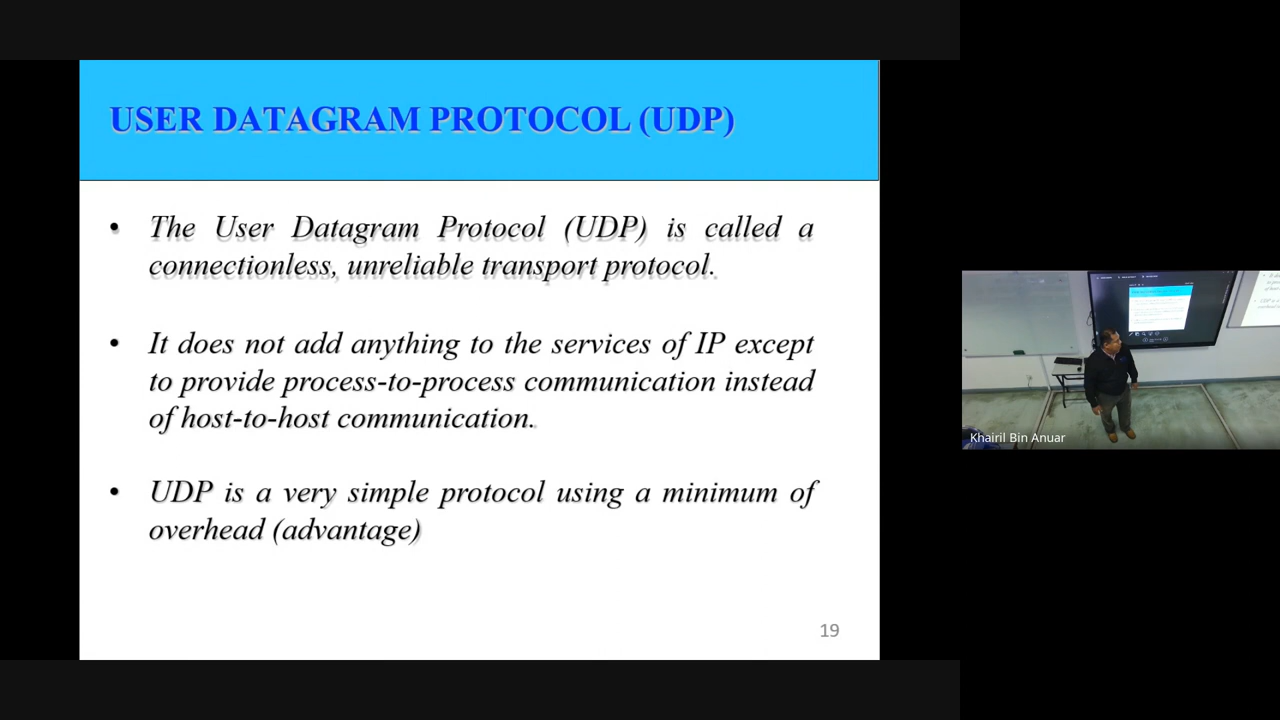 USER DATAGRAM PROTOCOL (UDP)
• The User Datagram Protocol (UDP) is called a
connectionless, unreliable transport protocol.
• It does not add anything to the services of IP except
to provide process-to-process communication instead
of host-to-host communication.
• UDP is a very simple protocol using a minimum of
overhead (advantage)
19
Khairil Bin Anuar